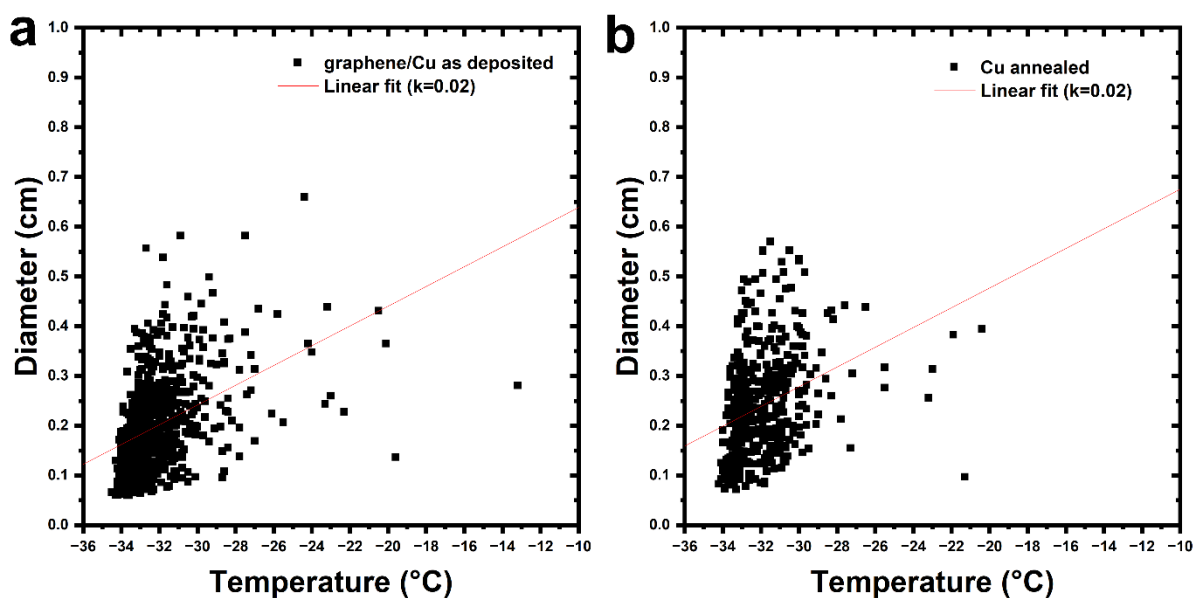 a
graphene/Cu as deposited
Linear fit (k=0.02)
Diameter (cm)
1.0
0.9
0.8
0.7
0.6
0.5
0.4
0.3
0.2
0.1
0.0
−36 −34 −32 −30 −28 −26 −24 −22 −20 −18 −16 −14 −12 −10
Temperature (°C)
b
Cu annealed
Linear fit (k=0.02)
Diameter (cm)
1.0
0.9
0.8
0.7
0.6
0.5
0.4
0.3
0.2
0.1
0.0
−36 −34 −32 −30 −28 −26 −24 −22 −20 −18 −16 −14 −12 −10
Temperature (°C)